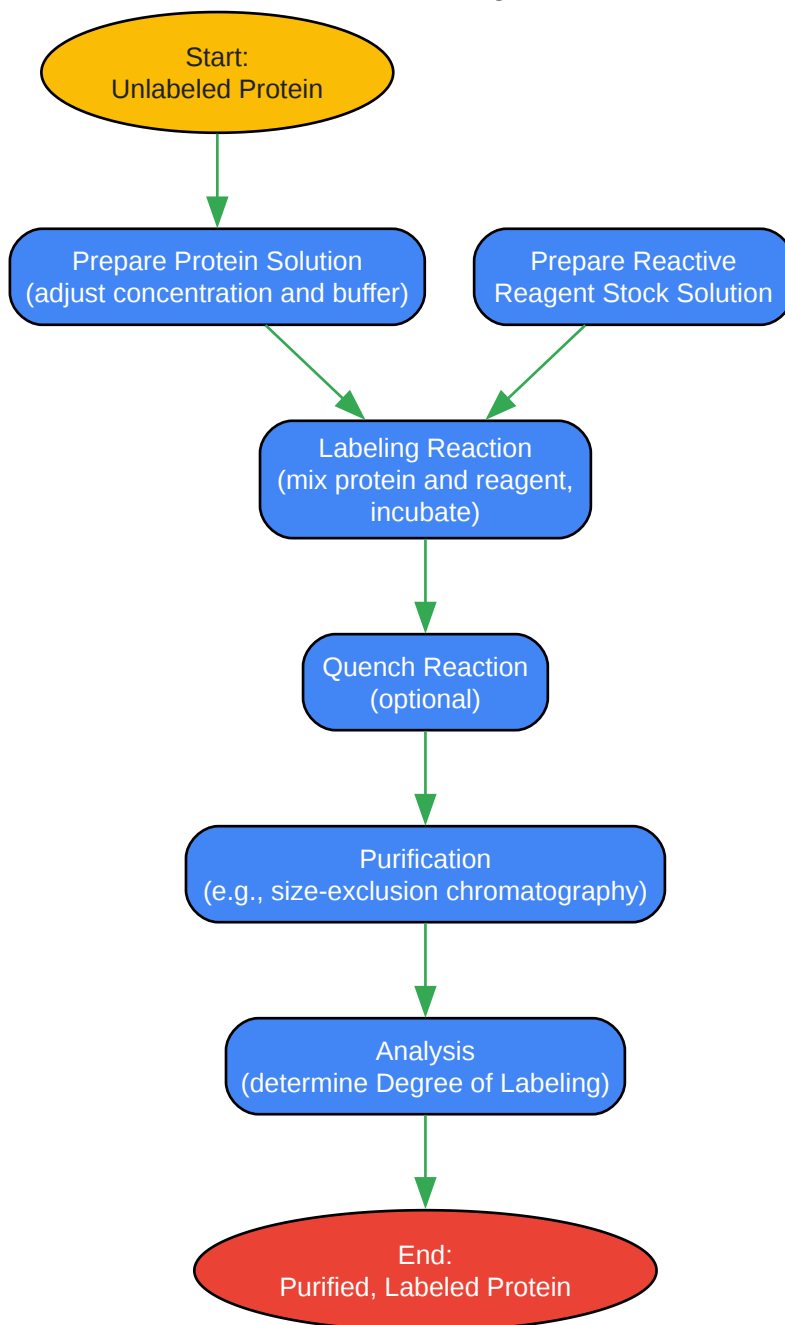 Start:
Unlabeled Protein
Prepare Protein Solution
(adjust concentration and buffer)
Prepare Reactive
Reagent Stock Solution
Labeling Reaction
(mix protein and reagent,
incubate)
Quench Reaction
(optional)
Purification
(e.g., size-exclusion chromatography)
Analysis
(determine Degree of Labeling)
End:
Purified, Labeled Protein